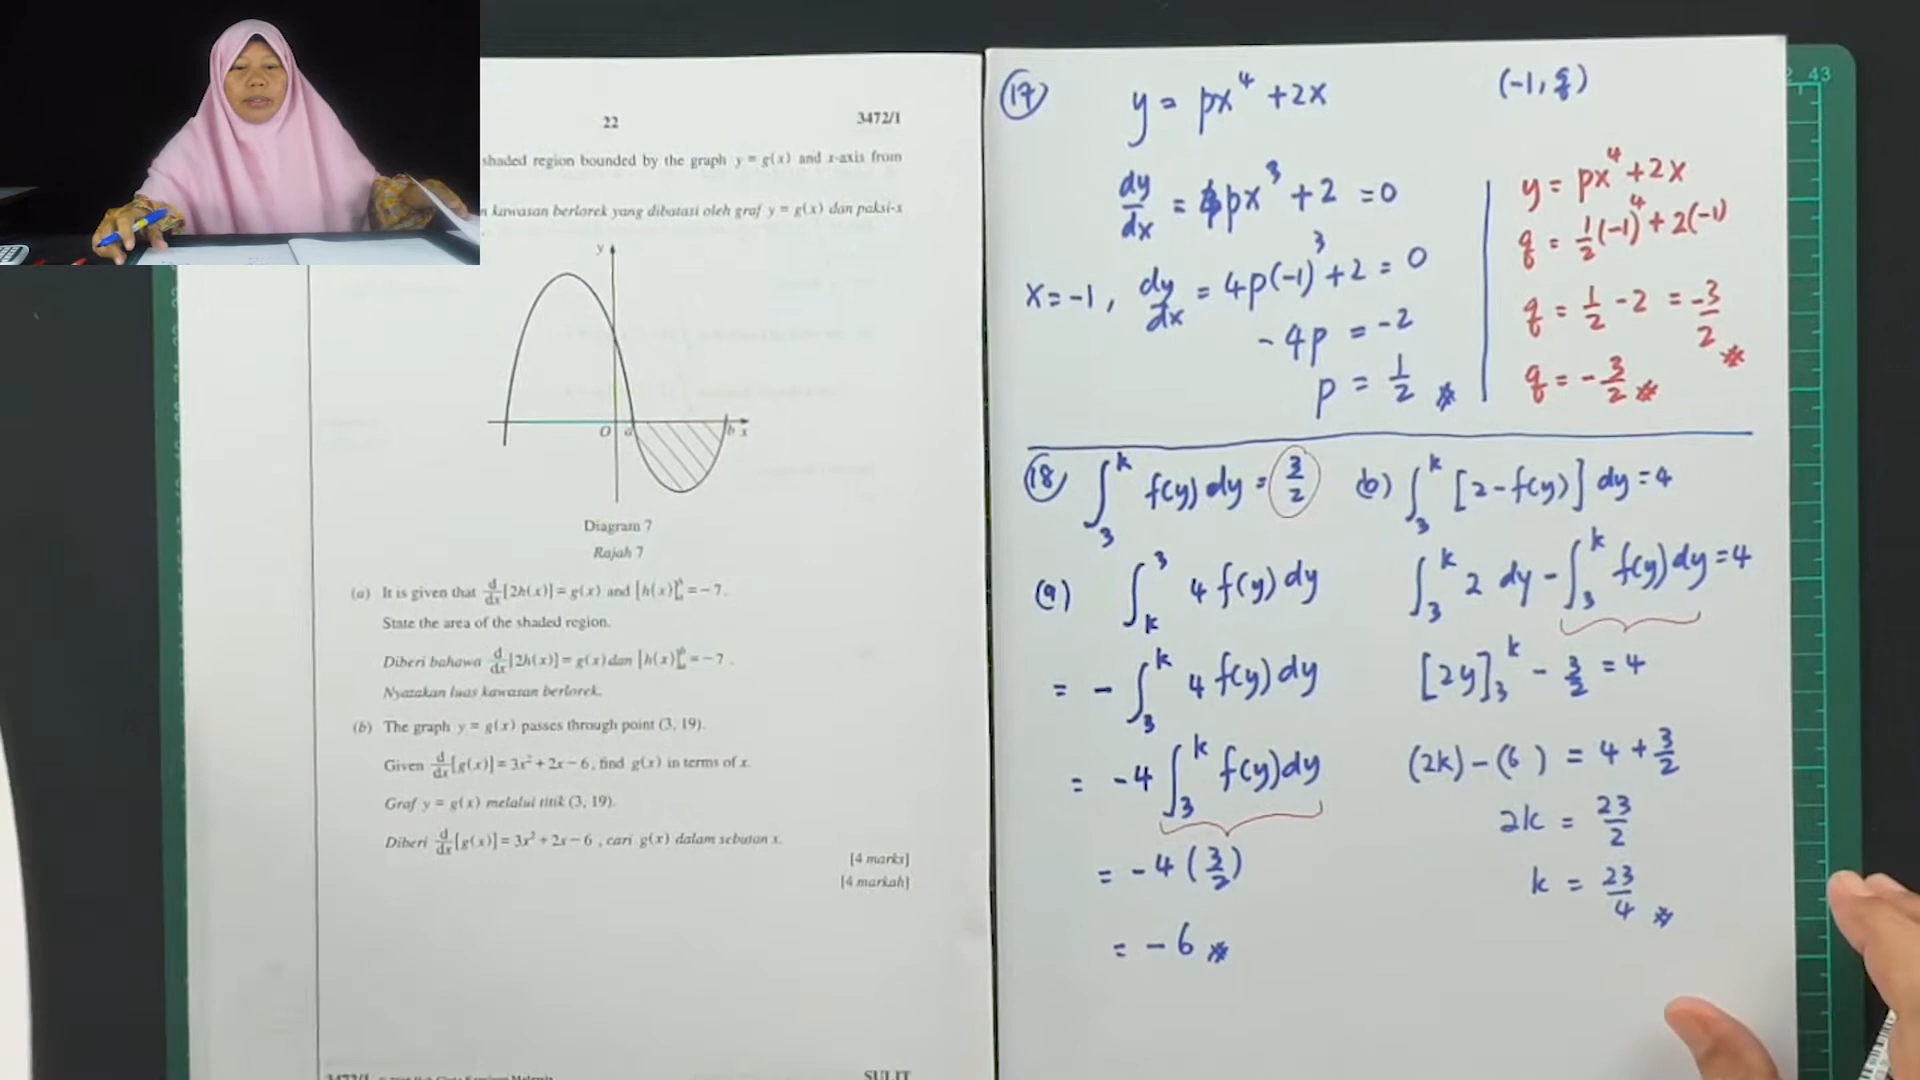 22
3472/1
shaded region bounded by the graph y = g(x) and x-axis from
n kawasan berlorek yang dibatasi oleh graf y = g(x) dan paksi-x
y
O a b x
Diagram 7
Rajah 7
(a) It is given that d/dx [2h(x)] = g(x) and [h(x)] = −7.
State the area of the shaded region.
Diberi bahawa d/dx [2h(x)] = g(x) dan [h(x)] = −7.
Nyatakan luas kawasan berlorek.
(b) The graph y = g(x) passes through point (3, 19).
Given d/dx [g(x)] = 3x² + 2x − 6, find g(x) in terms of x.
Graf y = g(x) melalui titik (3, 19).
Diberi d/dx [g(x)] = 3x² + 2x − 6, cari g(x) dalam sebutan x.
[4 marks]
[4 markah]
3472/1
SULIT
43
17 y = px⁴ + 2x (-1, q)
dy/dx = 4px³ + 2 = 0
x = -1, dy/dx = 4p(-1)³ + 2 = 0
-4p = -2
p = 1/2
y = px⁴ + 2x
q = 1/2(-1)⁴ + 2(-1)
q = 1/2 - 2 = -3/2
q = -3/2
18 ∫₃ᵏ f(y) dy = 3/2
(a) ∫ₖ³ 4 f(y) dy
= - ∫₃ᵏ 4 f(y) dy
= -4 ∫₃ᵏ f(y) dy
= -4 (3/2)
= -6
(b) ∫₃ᵏ [2 - f(y)] dy = 4
∫₃ᵏ 2 dy - ∫₃ᵏ f(y) dy = 4
[2y]₃ᵏ - 3/2 = 4
(2k) - (6) = 4 + 3/2
2k = 23/2
k = 23/4